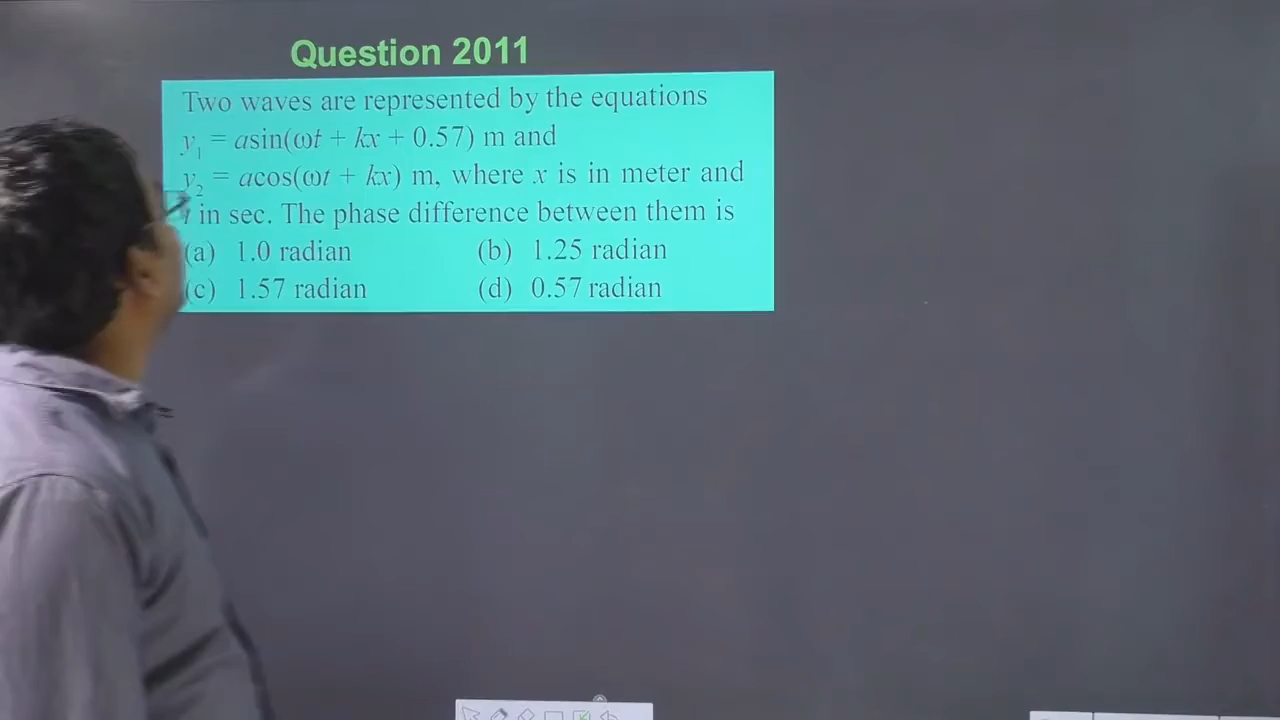 Question 2011
Two waves are represented by the equations
y₁ = asin(ωt + kx + 0.57) m and
y₂ = acos(ωt + kx) m, where x is in meter and
t in sec. The phase difference between them is
(a) 1.0 radian (b) 1.25 radian
(c) 1.57 radian (d) 0.57 radian